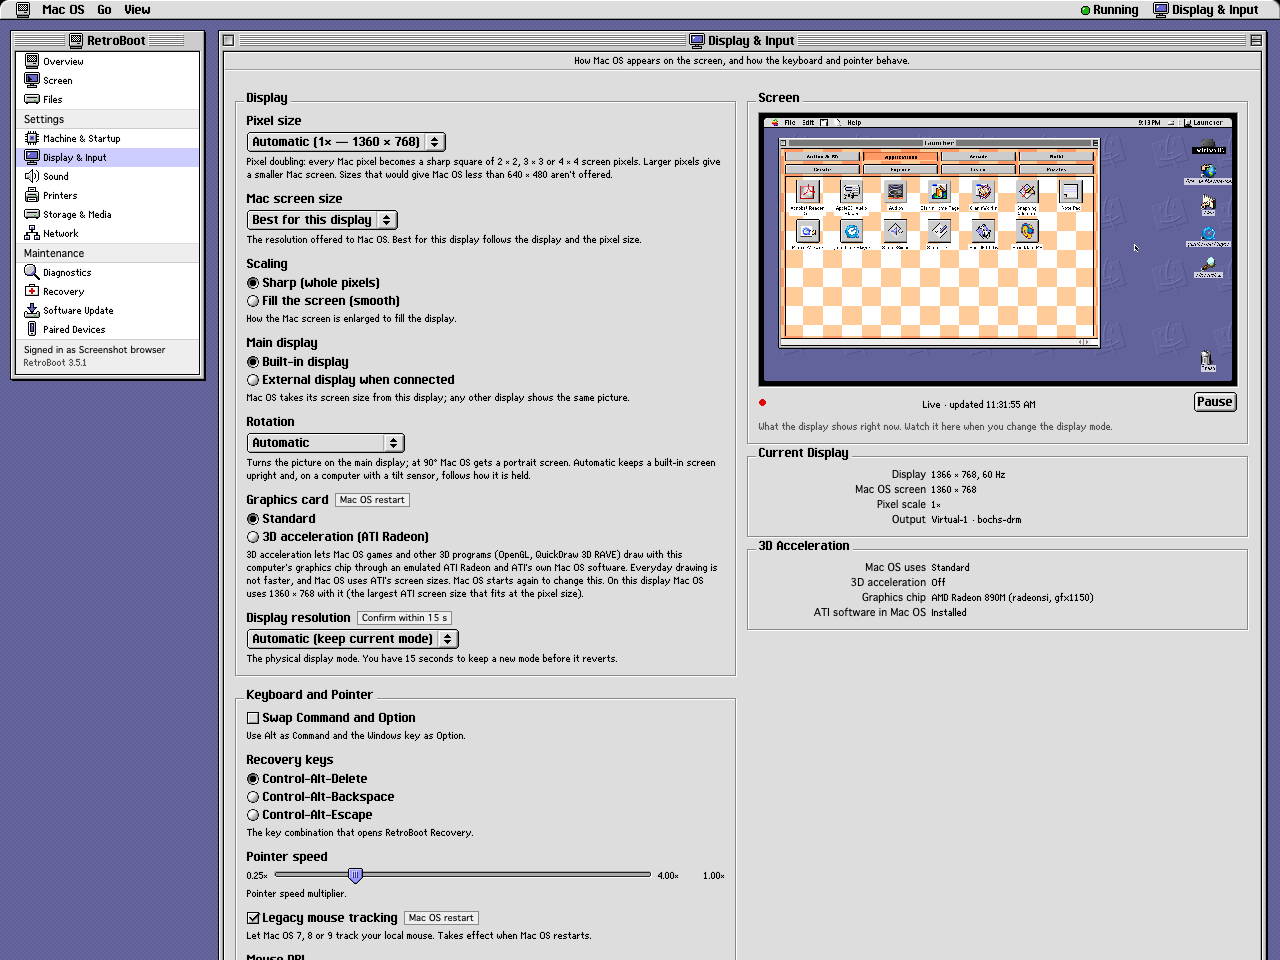 Mac OS Go View
Running Display & Input
RetroBoot
Overview
Screen
Files
Settings
Machine & Startup
Display & Input
Sound
Printers
Storage & Media
Network
Maintenance
Diagnostics
Recovery
Software Update
Paired Devices
Signed in as Screenshot browser
RetroBoot 3.5.1
Display & Input
How Mac OS appears on the screen, and how the keyboard and pointer behave.
Display
Pixel size
Automatic (1× — 1360 × 768)
Pixel doubling: every Mac pixel becomes a sharp square of 2 × 2, 3 × 3 or 4 × 4 screen pixels. Larger pixels give
a smaller Mac screen. Sizes that would give Mac OS less than 640 × 480 aren't offered.
Mac screen size
Best for this display
The resolution offered to Mac OS. Best for this display follows the display and the pixel size.
Scaling
Sharp (whole pixels)
Fill the screen (smooth)
How the Mac screen is enlarged to fill the display.
Main display
Built-in display
External display when connected
Mac OS takes its screen size from this display; any other display shows the same picture.
Rotation
Automatic
Turns the picture on the main display; at 90° Mac OS gets a portrait screen. Automatic keeps a built-in screen
upright and, on a computer with a tilt sensor, follows how it is held.
Graphics card Mac OS restart
Standard
3D acceleration (ATI Radeon)
3D acceleration lets Mac OS games and other 3D programs (OpenGL, QuickDraw 3D RAVE) draw with this
computer's graphics chip through an emulated ATI Radeon and ATI's own Mac OS software. Everyday drawing is
not faster, and Mac OS uses ATI's screen sizes. Mac OS starts again to change this. On this display Mac OS
uses 1360 × 768 with it (the largest ATI screen size that fits at the pixel size).
Display resolution Confirm within 15 s
Automatic (keep current mode)
The physical display mode. You have 15 seconds to keep a new mode before it reverts.
Keyboard and Pointer
Swap Command and Option
Use Alt as Command and the Windows key as Option.
Recovery keys
Control-Alt-Delete
Control-Alt-Backspace
Control-Alt-Escape
The key combination that opens RetroBoot Recovery.
Pointer speed
0.25× 4.00× 1.00×
Pointer speed multiplier.
Legacy mouse tracking Mac OS restart
Let Mac OS 7, 8 or 9 track your local mouse. Takes effect when Mac OS restarts.
Mouse DPI
Screen
File Edit Help 9:13 PM Launcher
Launcher
Applications
Live · updated 11:31:55 AM
Pause
What the display shows right now. Watch it here when you change the display mode.
Current Display
Display 1366 × 768, 60 Hz
Mac OS screen 1360 × 768
Pixel scale 1×
Output Virtual-1 · bochs-drm
3D Acceleration
Mac OS uses Standard
3D acceleration Off
Graphics chip AMD Radeon 890M (radeonsi, gfx1150)
ATI software in Mac OS Installed